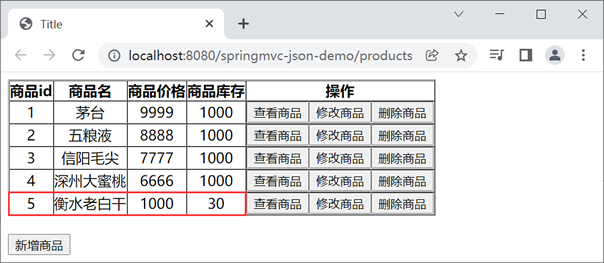 Title
localhost:8080/springmvc-json-demo/products
商品id 商品名 商品价格 商品库存 操作
1 茅台 9999 1000 查看商品 修改商品 删除商品
2 五粮液 8888 1000 查看商品 修改商品 删除商品
3 信阳毛尖 7777 1000 查看商品 修改商品 删除商品
4 深州大蜜桃 6666 1000 查看商品 修改商品 删除商品
5 衡水老白干 1000 30 查看商品 修改商品 删除商品
新增商品